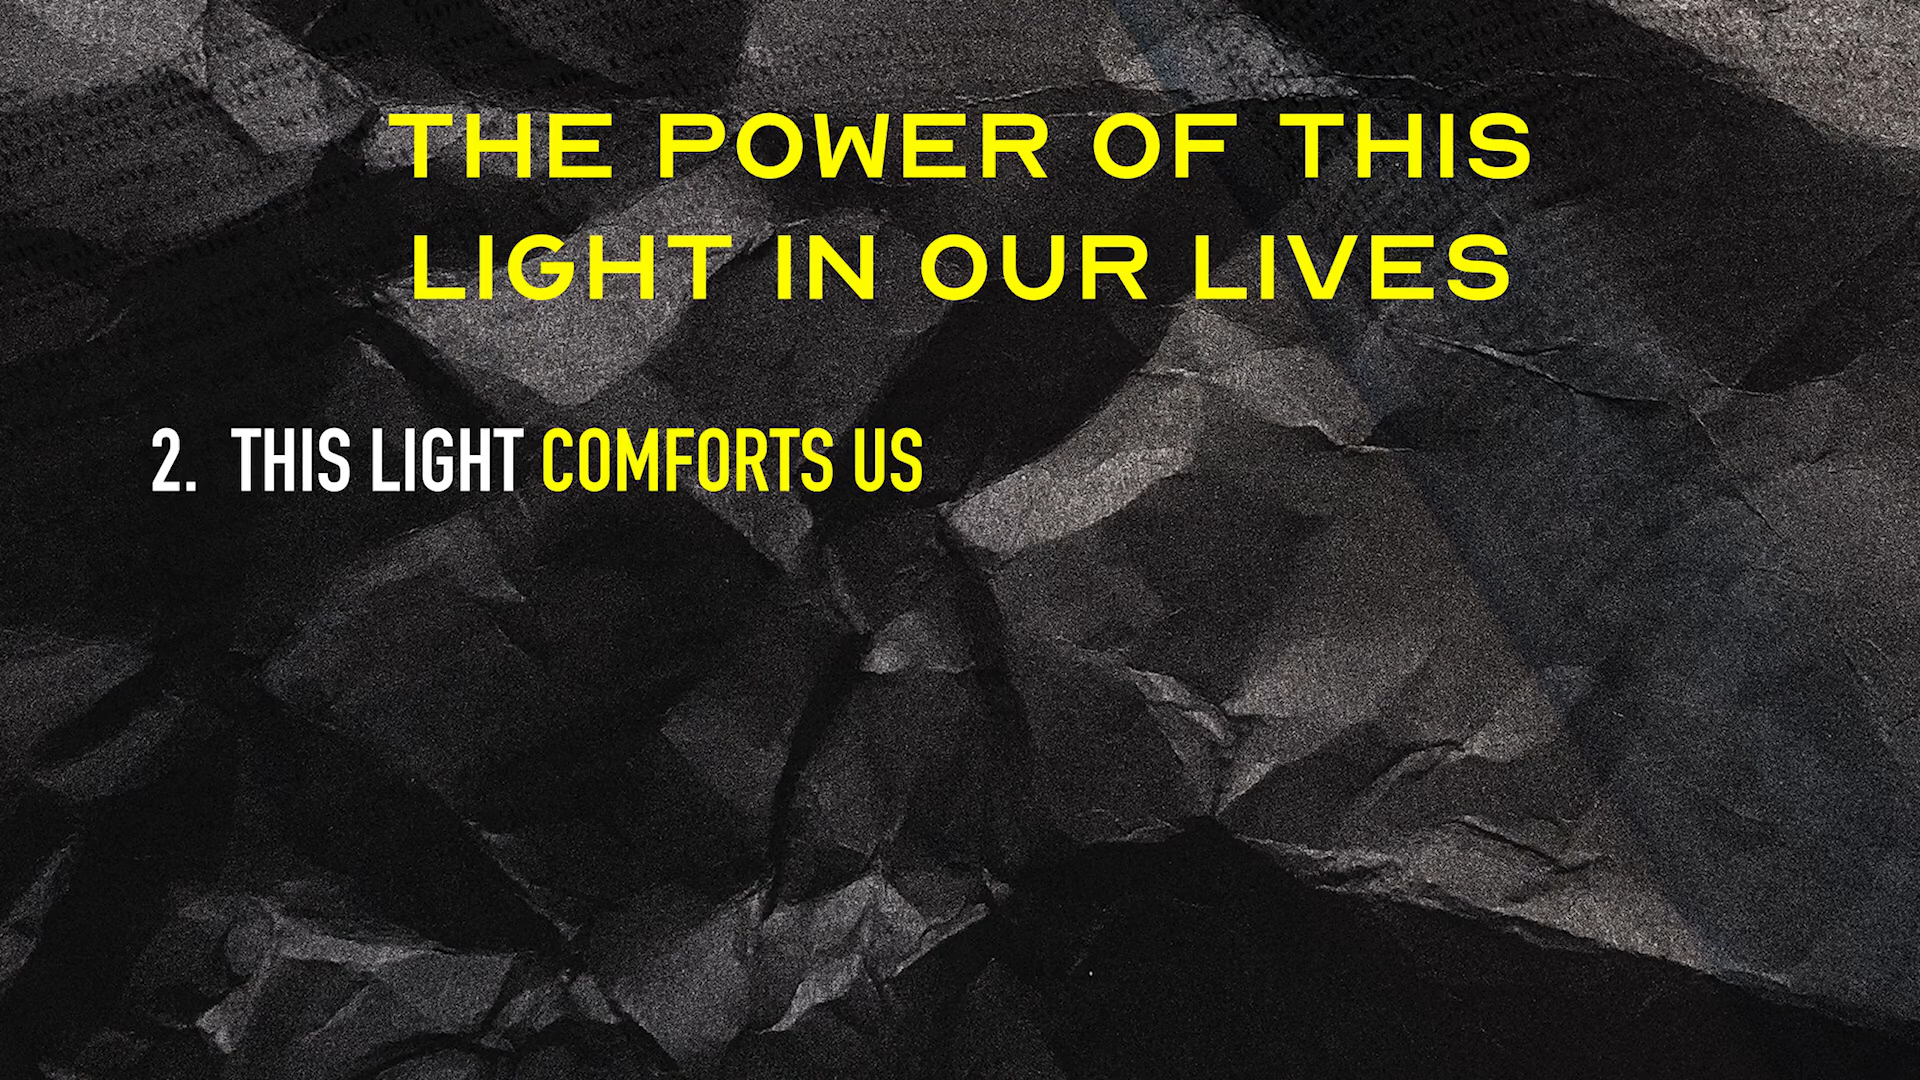 THE POWER OF THIS
LIGHT IN OUR LIVES
2. THIS LIGHT COMFORTS US